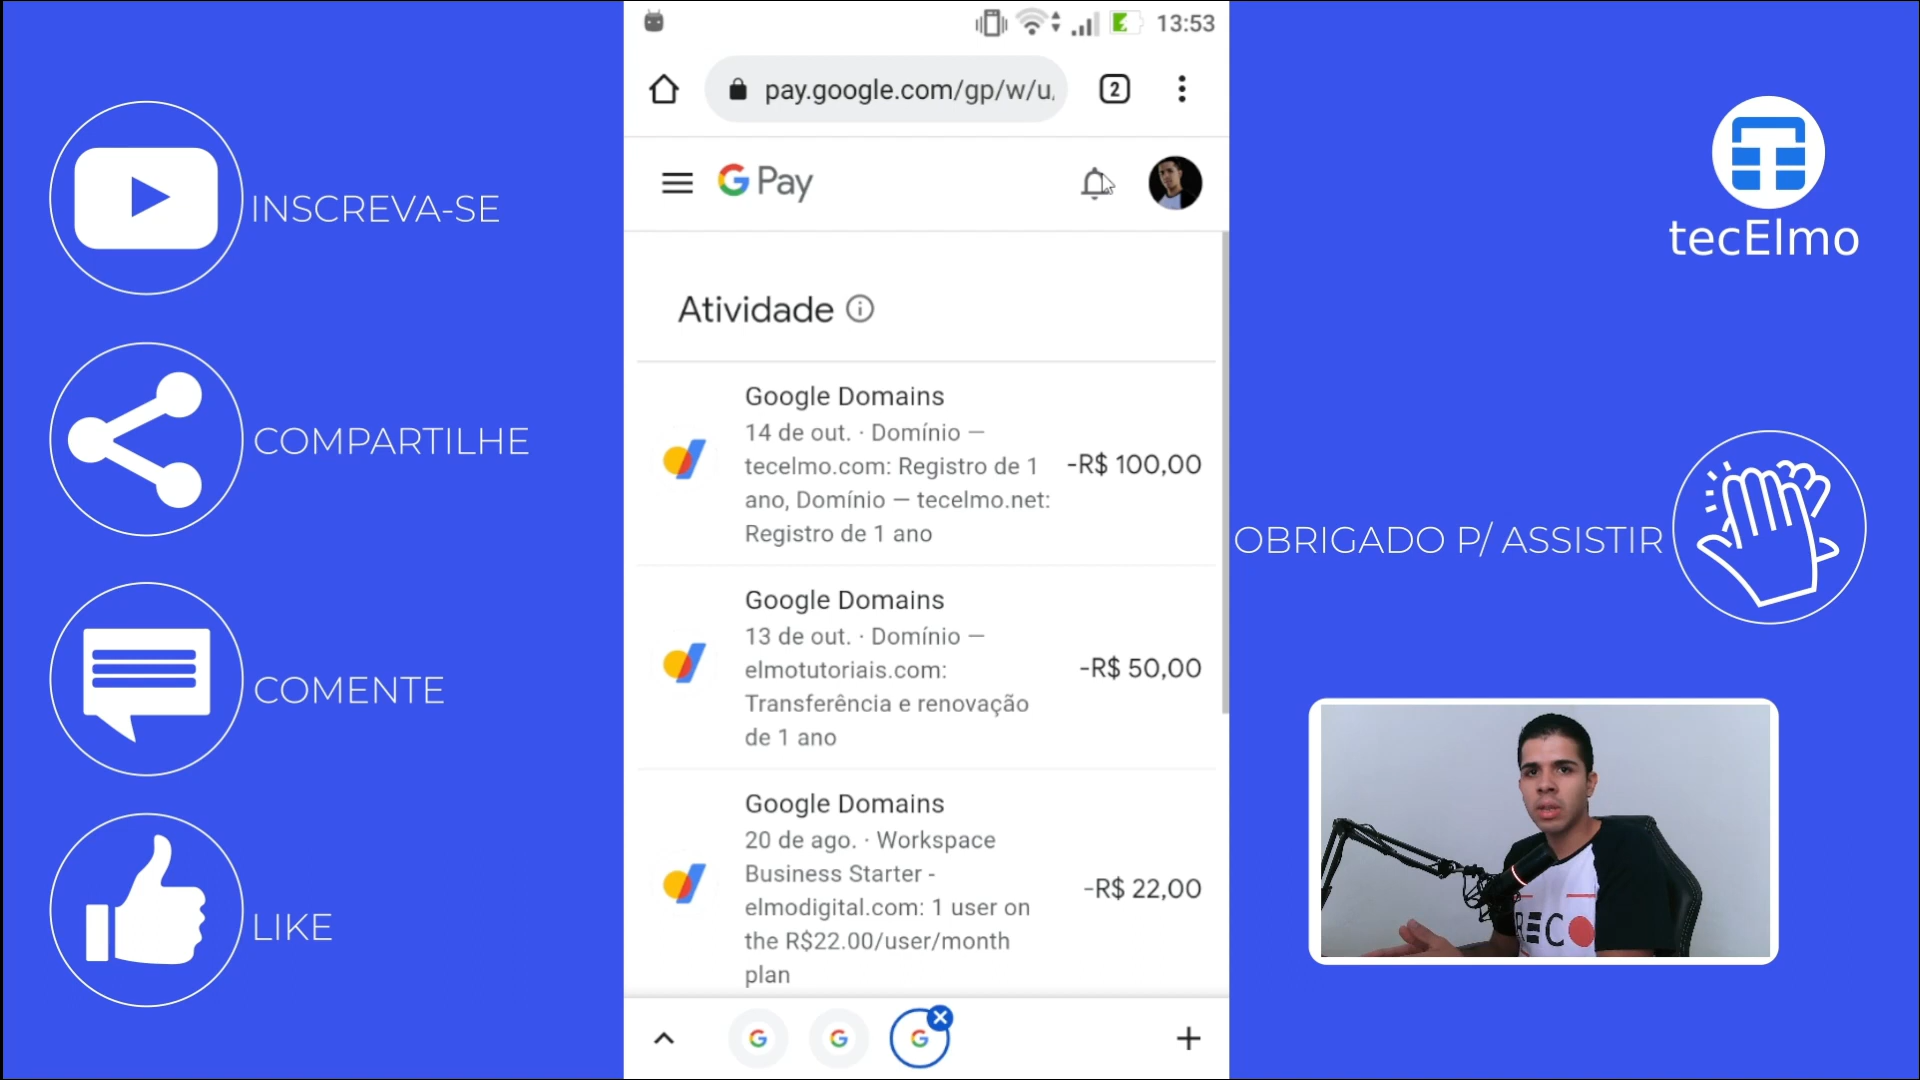 INSCREVA-SE
COMPARTILHE
COMENTE
LIKE
13:53
pay.google.com/gp/w/u,
2
G Pay
Atividade
Google Domains
14 de out. · Domínio —
tecelmo.com: Registro de 1
ano, Domínio — tecelmo.net:
Registro de 1 ano
-R$ 100,00
Google Domains
13 de out. · Domínio —
elmotutoriais.com:
Transferência e renovação
de 1 ano
-R$ 50,00
Google Domains
20 de ago. · Workspace
Business Starter -
elmodigital.com: 1 user on
the R$22.00/user/month
plan
-R$ 22,00
tecElmo
OBRIGADO P/ ASSISTIR
REC